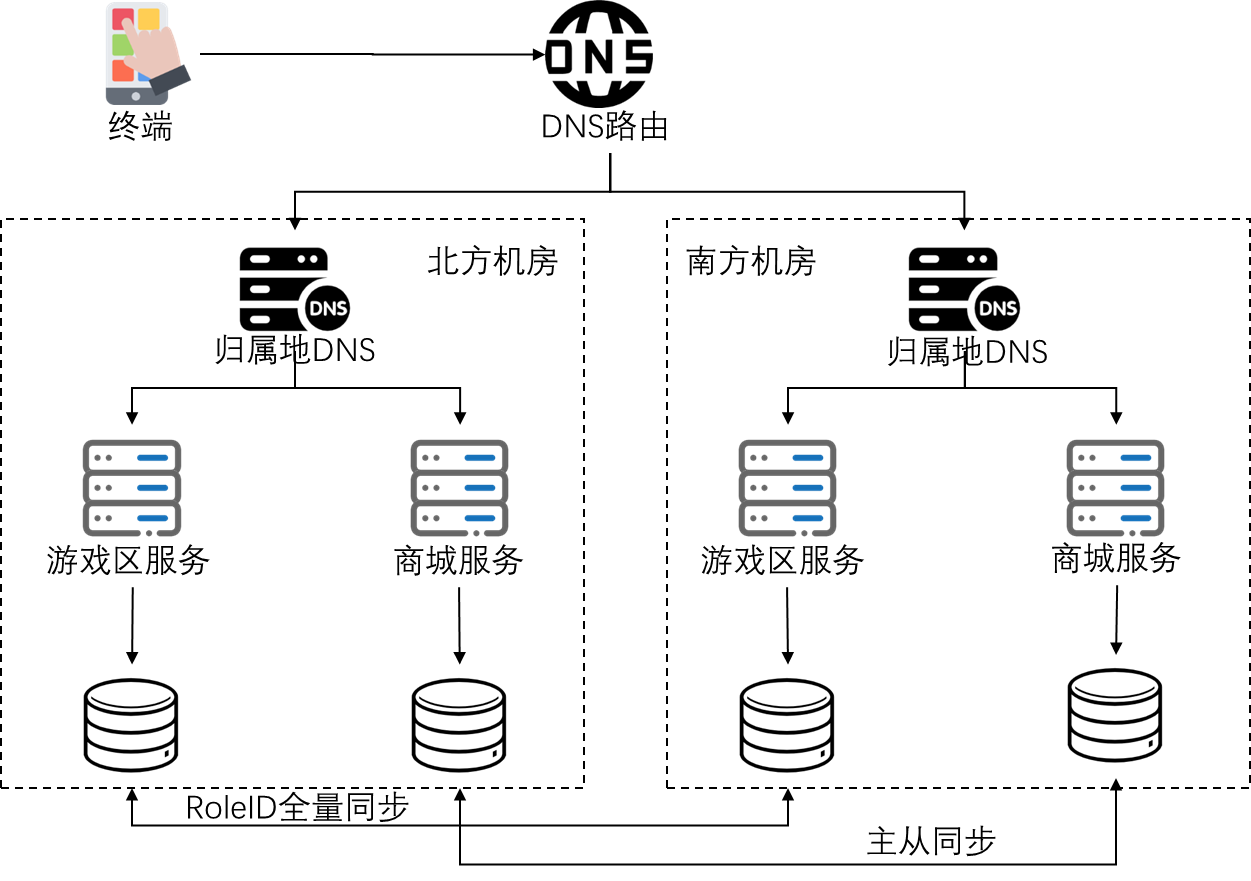 DNS
终端
DNS路由
北方机房
南方机房
DNS
DNS
归属地DNS
归属地DNS
游戏区服务
商城服务
游戏区服务
商城服务
RoleID全量同步
主从同步